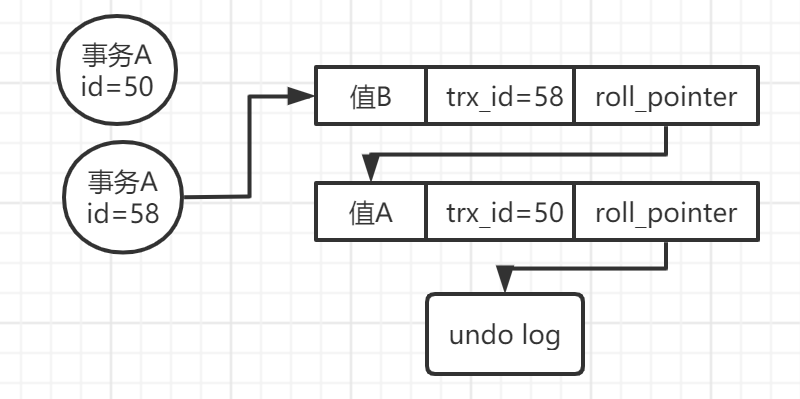 事务A
id=50
值B trx_id=58 roll_pointer
事务A
id=58
值A trx_id=50 roll_pointer
undo log